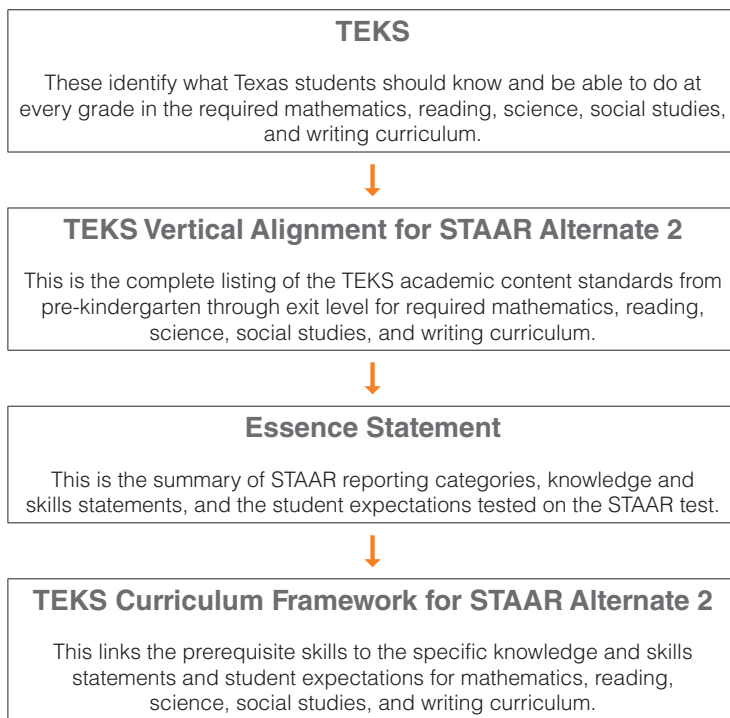 TEKS
These identify what Texas students should know and be able to do at
every grade in the required mathematics, reading, science, social studies,
and writing curriculum.
TEKS Vertical Alignment for STAAR Alternate 2
This is the complete listing of the TEKS academic content standards from
pre-kindergarten through exit level for required mathematics, reading,
science, social studies, and writing curriculum.
Essence Statement
This is the summary of STAAR reporting categories, knowledge and
skills statements, and the student expectations tested on the STAAR test.
TEKS Curriculum Framework for STAAR Alternate 2
This links the prerequisite skills to the specific knowledge and skills
statements and student expectations for mathematics, reading,
science, social studies, and writing curriculum.